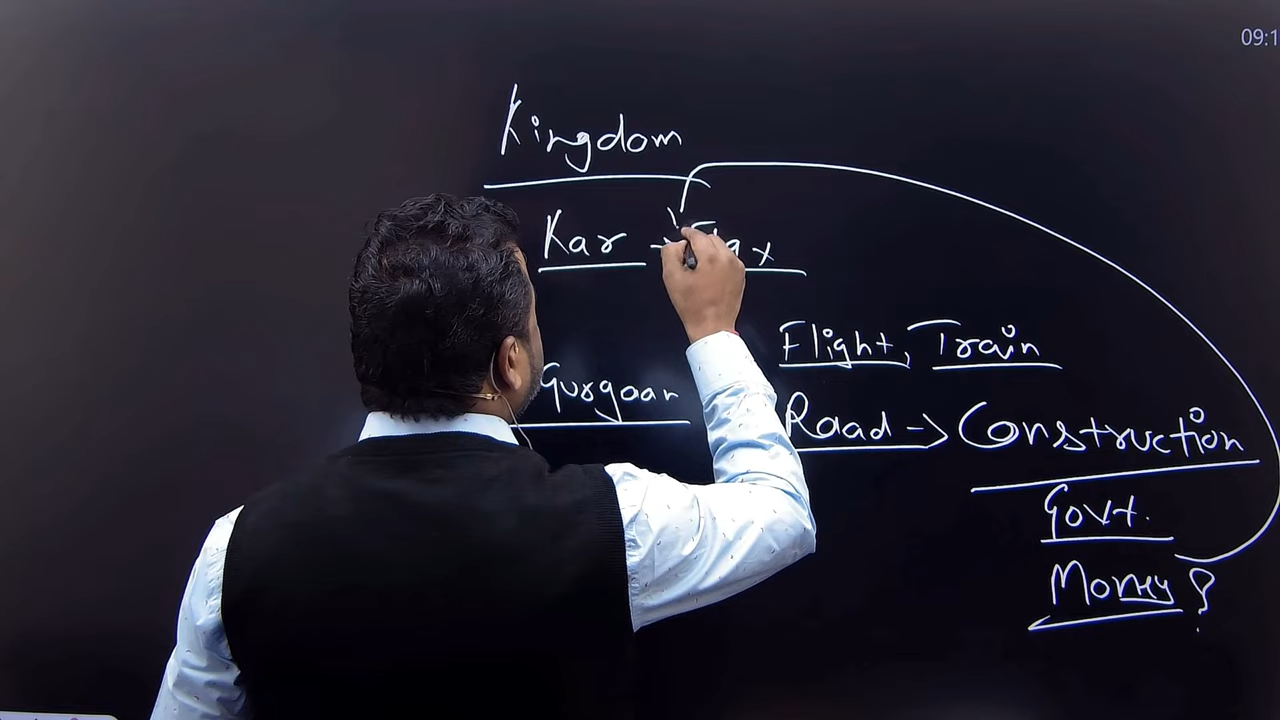 09:1
Kingdom
Kar → Tax
Flight, Train
Gurgaon
Road → Construction
Govt.
Money?